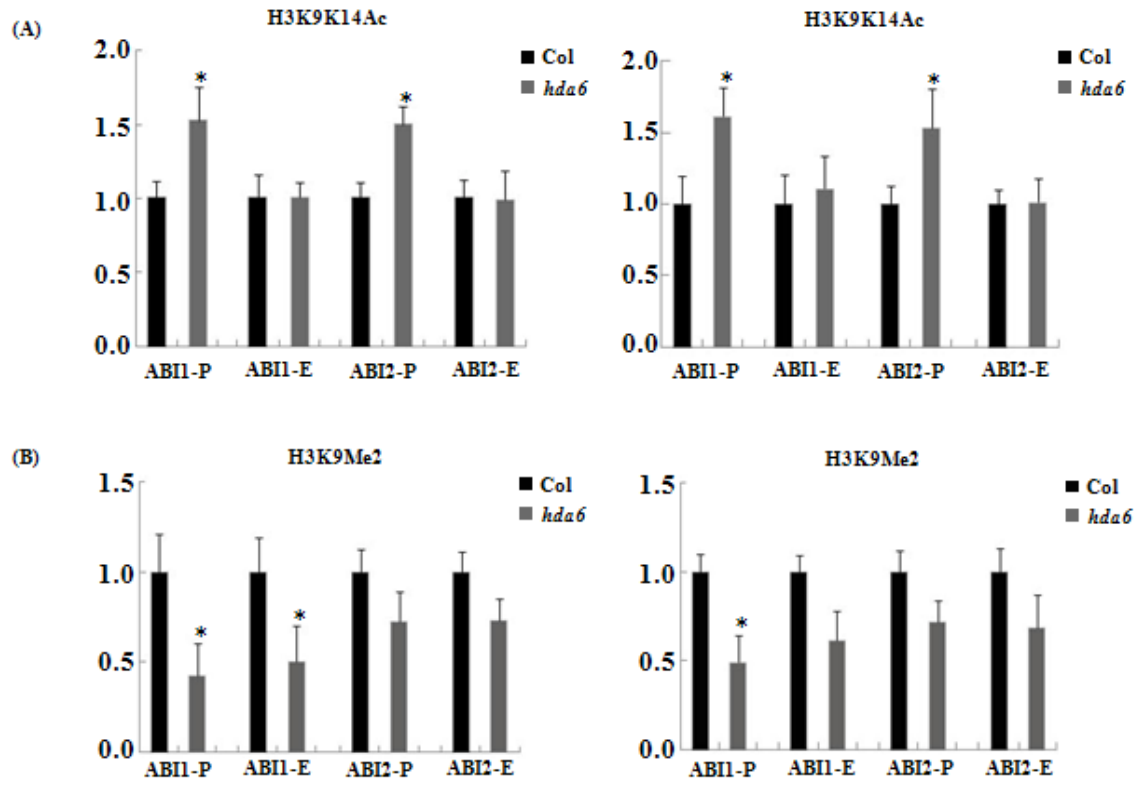 (A)
H3K9K14Ac
Col
hda6
*
*
2.0
1.5
1.0
0.5
0.0
ABI1-P ABI1-E ABI2-P ABI2-E
H3K9K14Ac
Col
hda6
*
*
2.0
1.5
1.0
0.5
0.0
ABI1-P ABI1-E ABI2-P ABI2-E
(B)
H3K9Me2
Col
hda6
1.5
1.0
0.5
0.0
*
*
ABI1-P ABI1-E ABI2-P ABI2-E
H3K9Me2
Col
hda6
1.5
1.0
0.5
0.0
*
ABI1-P ABI1-E ABI2-P ABI2-E